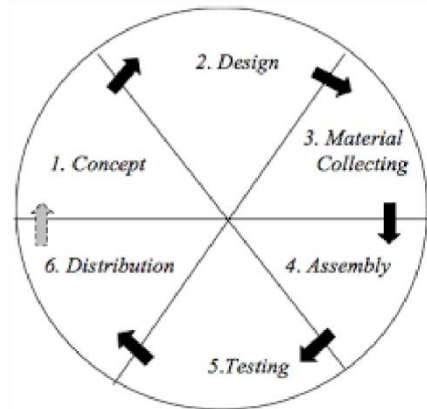 1. Concept
2. Design
3. Material
Collecting
4. Assembly
5.Testing
6. Distribution